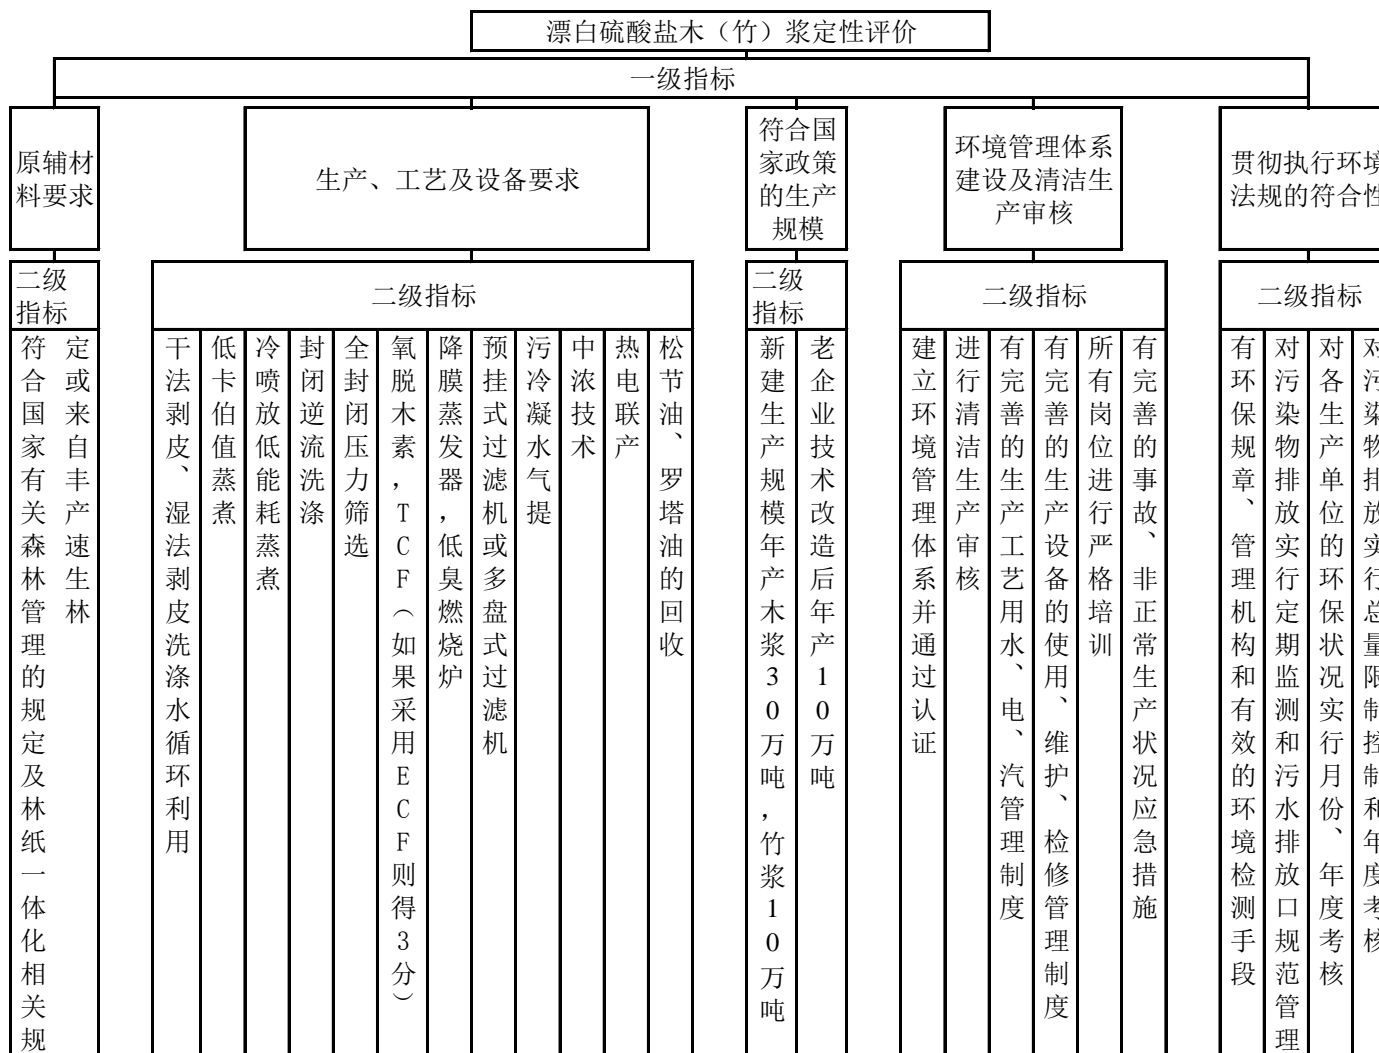 漂白硫酸盐木（竹）浆定性评价
一级指标
原辅材
料要求
生产、工艺及设备要求
符合国
家政策
的生产
规模
环境管理体系
建设及清洁生
产审核
贯彻执行环境
法规的符合性
二级
指标
二级指标
二级
指标
二级指标
二级指标
符合国家有关森林管理的规定及林纸一体化相关规
定或来自丰产速生林
干法剥皮、湿法剥皮洗涤水循环利用
低卡伯值蒸煮
冷喷放低能耗蒸煮
封闭逆流洗涤
全封闭压力筛选
氧脱木素，TCF（如果采用ECF则得3分）
降膜蒸发器，低臭燃烧炉
预挂式过滤机或多盘式过滤机
污冷凝水气提
中浓技术
热电联产
松节油、罗塔油的回收
新建生产规模年产木浆30万吨，竹浆10万吨
老企业技术改造后年产10万吨
建立环境管理体系并通过认证
进行清洁生产审核
有完善的生产工艺用水、电、汽管理制度
有完善的生产设备的使用、维护、检修管理制度
所有岗位进行严格培训
有完善的事故、非正常生产状况应急措施
有环保规章、管理机构和有效的环境检测手段
对污染物排放实行定期监测和污水排放口规范管理
对各生产单位的环保状况实行月份、年度考核
对污染物排放实行总量限制控制和年度考核